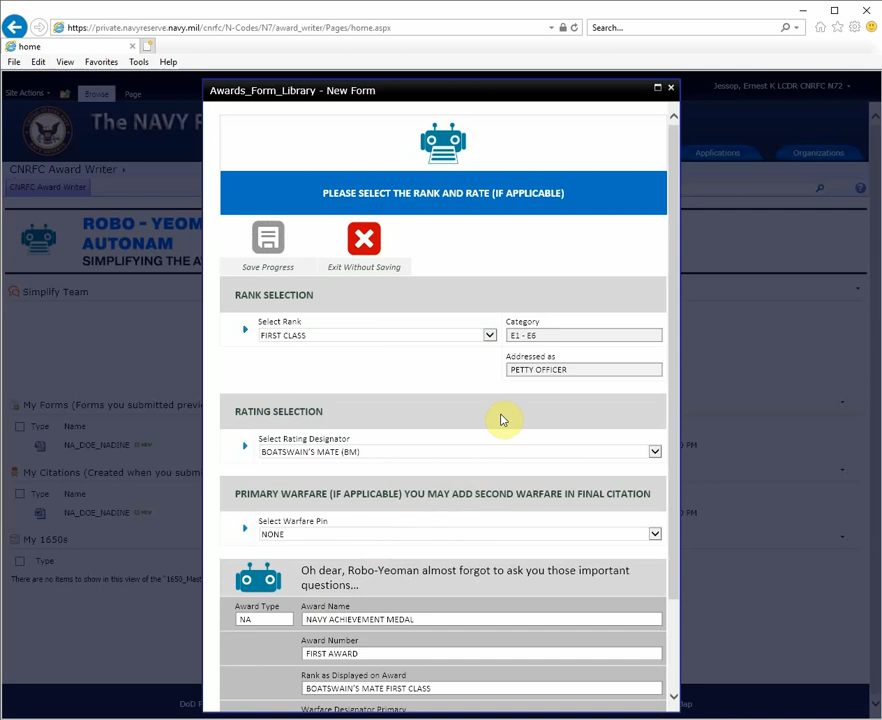 https://private.navyreserve.navy.mil/cnrfc/N-Codes/N7/award_writer/Pages/home.aspx
Search...
home
File Edit View Favorites Tools Help
Site Actions
Browse
Page
Jessop, Ernest K LCDR CNRFC N72
The NAVY
Applications
Organizations
CNRFC Award Writer
CNRFC Award Writer
ROBO - YEOMAN
AUTONAM
SIMPLIFYING THE
Simplify Team
My Forms (Forms you submitted
Type Name
NA_DOE_NADINE
PM
My Citations (Created when you
Type Name
NA_DOE_NADINE
PM
My 1650s
Type
There are no items to show in this view of the
DoD
Awards_Form_Library - New Form
PLEASE SELECT THE RANK AND RATE (IF APPLICABLE)
Save Progress
Exit Without Saving
RANK SELECTION
Select Rank
FIRST CLASS
Category
E1 - E6
Addressed as
PETTY OFFICER
RATING SELECTION
Select Rating Designator
BOATSWAIN'S MATE (BM)
PRIMARY WARFARE (IF APPLICABLE) YOU MAY ADD SECOND WARFARE IN FINAL CITATION
Select Warfare Pin
NONE
Oh dear, Robo-Yeoman almost forgot to ask you those important
questions...
Award Type
NA
Award Name
NAVY ACHIEVEMENT MEDAL
Award Number
FIRST AWARD
Rank as Displayed on Award
BOATSWAIN'S MATE FIRST CLASS
Warfare Designator Primary